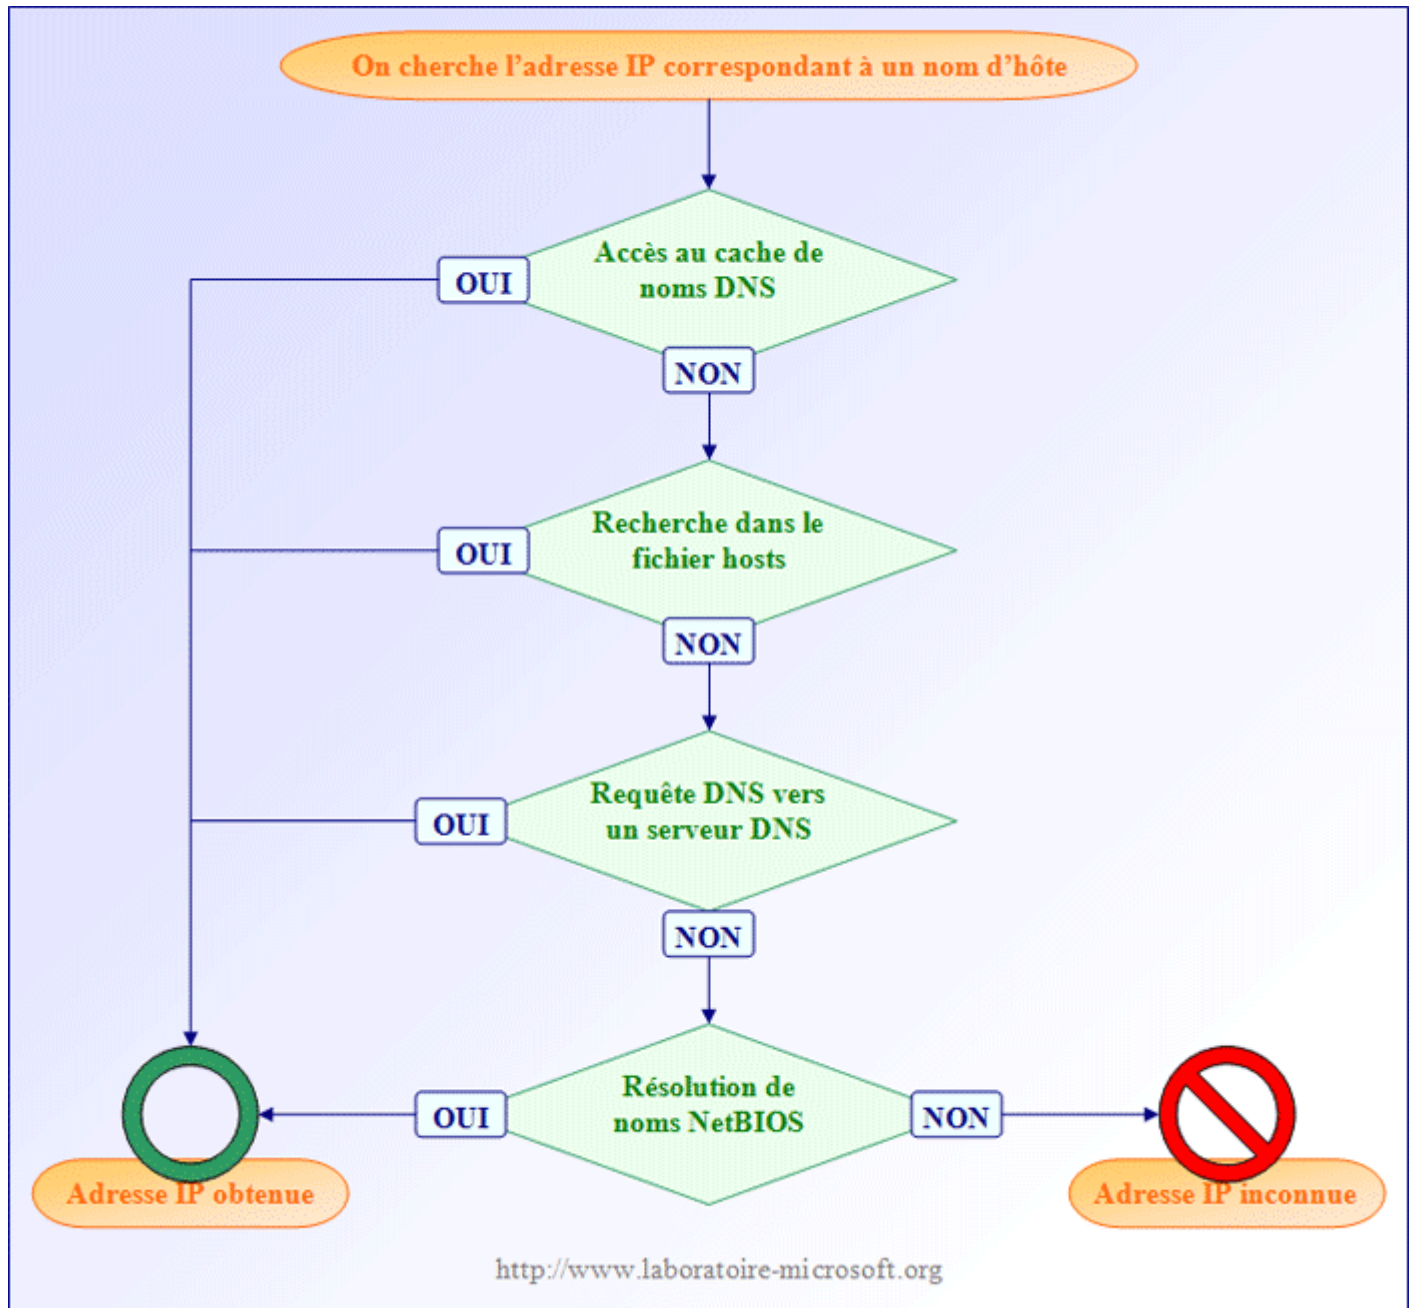 On cherche l’adresse IP correspondant à un nom d’hôte
Accès au cache de
noms DNS
OUI
NON
Recherche dans le
fichier hosts
OUI
NON
Requête DNS vers
un serveur DNS
OUI
NON
Résolution de
noms NetBIOS
OUI
NON
Adresse IP obtenue
Adresse IP inconnue
http://www.laboratoire-microsoft.org